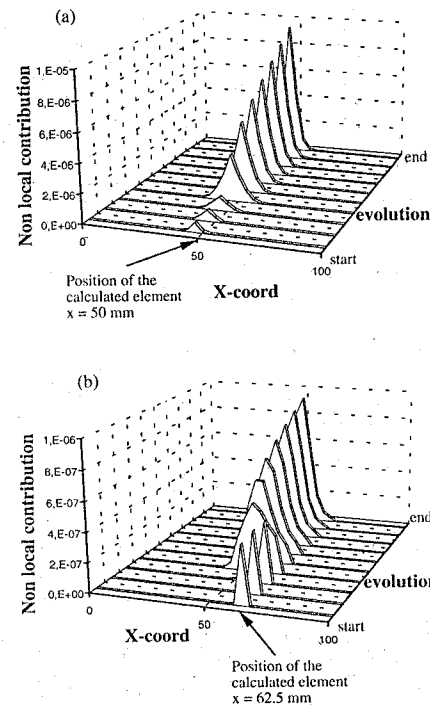 (a)
Non local contribution
1,E-05
8,E-06
6,E-06
4,E-06
2,E-06
0,E+00
0
50
100
start
evolution
end
Position of the
calculated element
x = 50 mm
X-coord
(b)
Non local contribution
1,E-06
8,E-07
6,E-07
4,E-07
2,E-07
0,E+00
0
50
100
start
evolution
end
X-coord
Position of the
calculated element
x = 62.5 mm